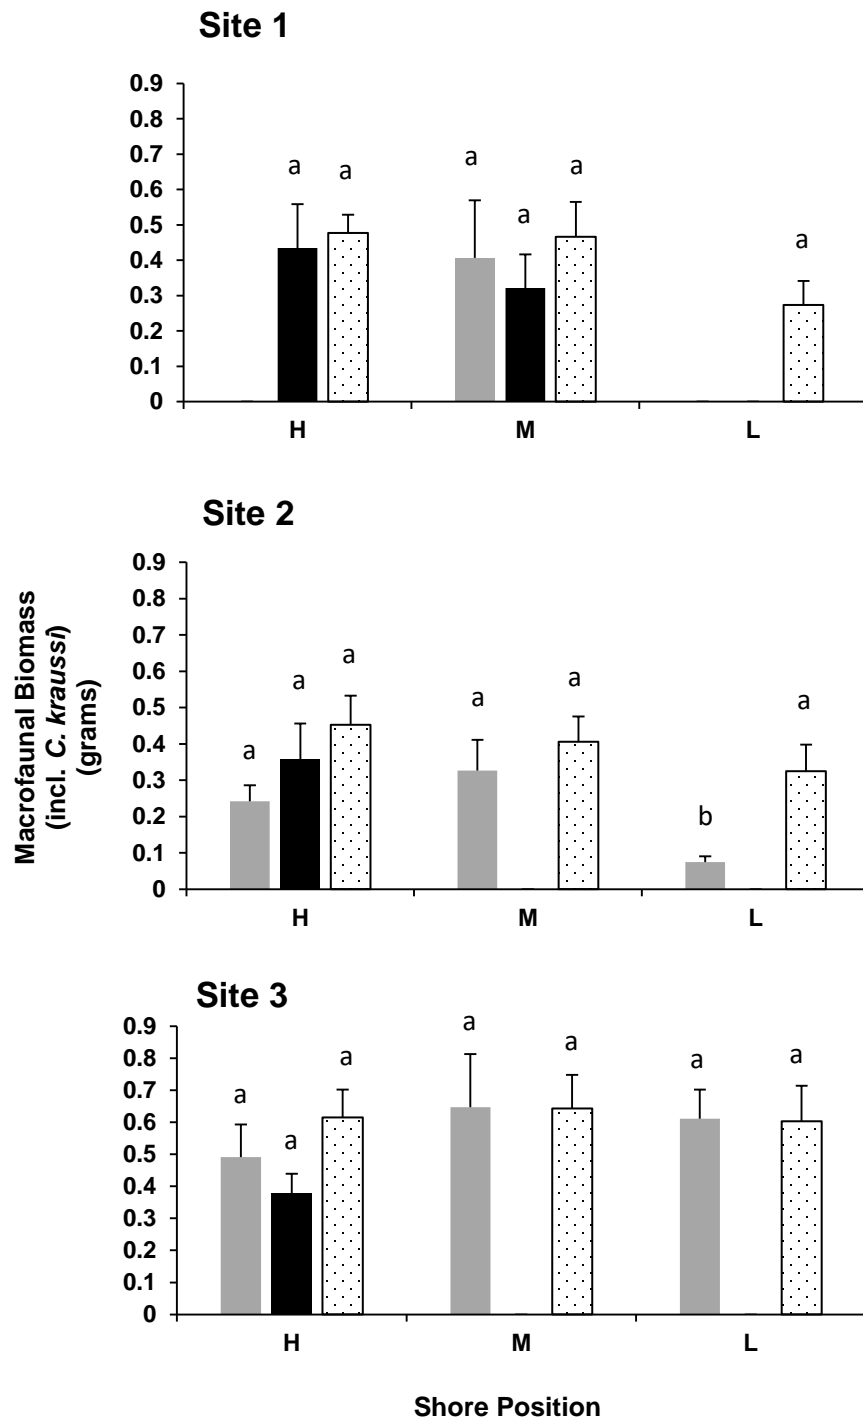 Site 1
0.9
0.8
0.7
0.6
0.5
0.4
0.3
0.2
0.1
0
a
a
a
a
a
a
H
M
L
Site 2
Macrofaunal Biomass
(incl. C. kraussi)
(grams)
0.9
0.8
0.7
0.6
0.5
0.4
0.3
0.2
0.1
0
a
a
a
a
a
b
a
H
M
L
Site 3
0.9
0.8
0.7
0.6
0.5
0.4
0.3
0.2
0.1
0
a
a
a
a
a
a
a
H
M
L
Shore Position